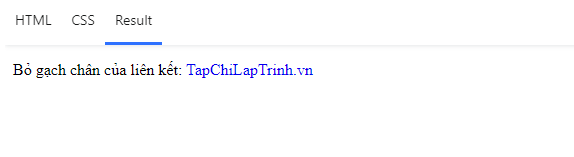 HTML CSS Result
Bỏ gạch chân của liên kết: TapChiLapTrinh.vn